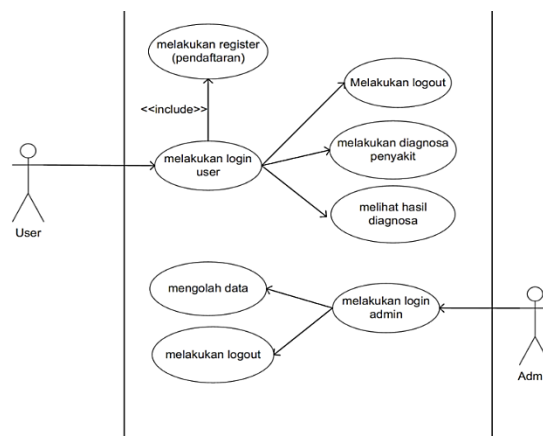 melakukan register
(pendaftaran)
Melakukan logout
<<include>>
melakukan login
user
melakukan diagnosa
penyakit
User
melihat hasil
diagnosa
mengolah data
melakukan login
admin
melakukan logout
Adm